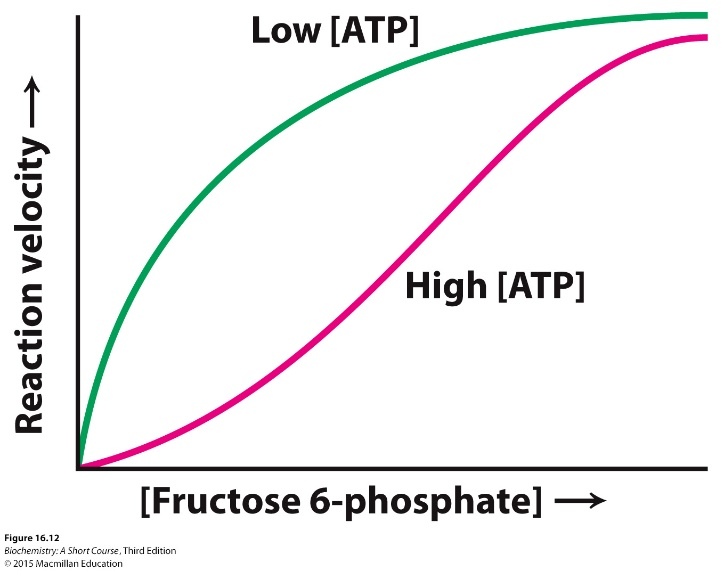 Low [ATP]
High [ATP]
Reaction velocity
[Fructose 6-phosphate]
Figure 16.12
Biochemistry: A Short Course, Third Edition
© 2015 Macmillan Education